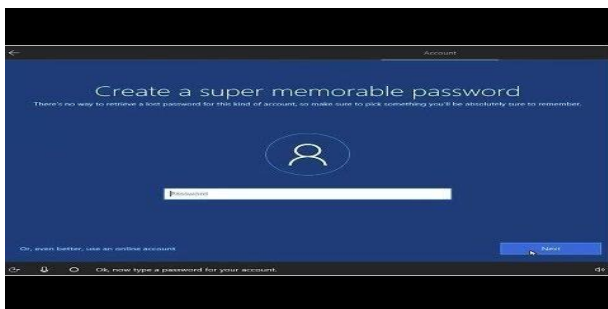 Account
Create a super memorable password
There's no way to retrieve a lost password for this kind of account, so make sure to pick something you'll be absolutely sure to remember.
Password
Or, even better, use an online account
Next
Ok, now type a password for your account.